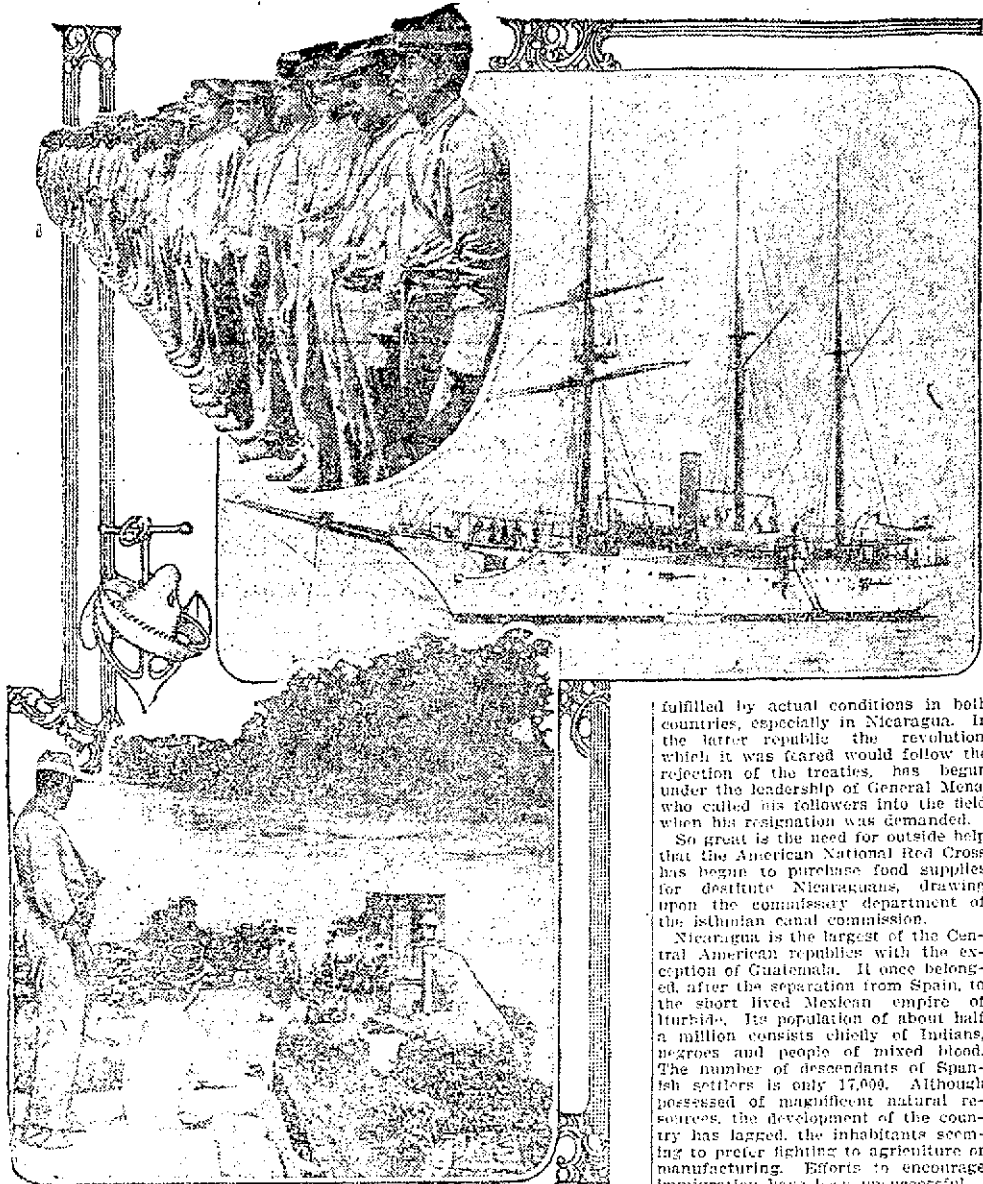 fulfilled by actual conditions in both
countries, especially in Nicaragua. In
the latter republic the revolution
which it was feared would follow the
rejection of the treaties, has begun
under the leadership of General Mena
who called his followers into the field
when his resignation was demanded.
So great is the need for outside help
that the American National Red Cross
has begun to purchase food supplies
for destitute Nicaraguans, drawing
upon the commissary department of
the isthmian canal commission.
Nicaragua is the largest of the Cen-
tral American republics with the ex-
ception of Guatemala. It once belong-
ed, after the separation from Spain, to
the short lived Mexican empire of
Iturbide. Its population of about half
a million consists chiefly of Indians,
negroes and people of mixed blood.
The number of descendants of Span-
ish settlers is only 17,000. Although
possessed of magnificent natural re-
sources, the development of the coun-
try has lagged, the inhabitants seem-
ing to prefer fighting to agriculture or
manufacturing. Efforts to encourage
immigration have been unsuccessful